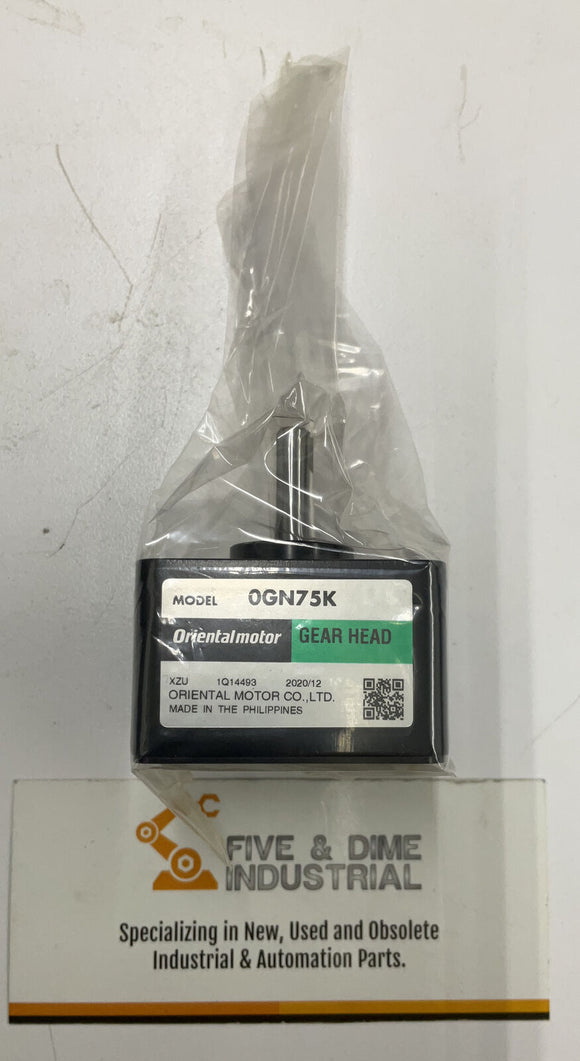 MODEL 0GN75K
Orientalmotor GEAR HEAD
XZU 1Q14493 2020/12
ORIENTAL MOTOR CO.,LTD.
MADE IN THE PHILIPPINES
FIVE & DIME
INDUSTRIAL
Specializing in New, Used and Obsolete
Industrial & Automation Parts.